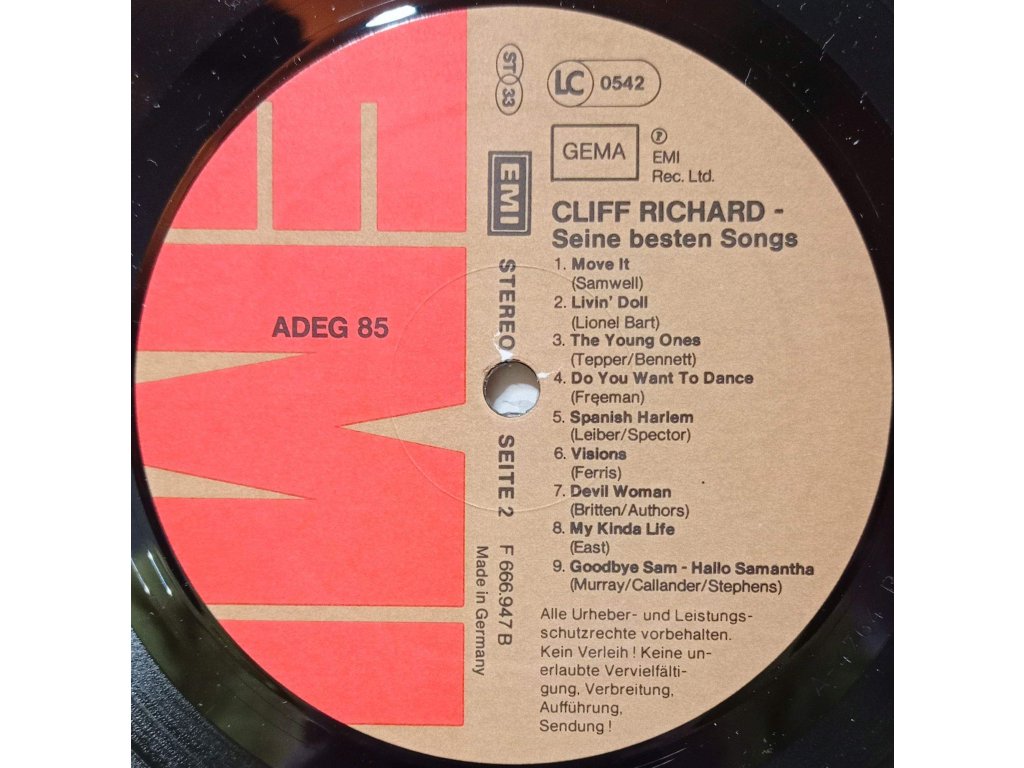 ST 33
LC 0542
GEMA
℗
EMI
Rec. Ltd.
EMI
CLIFF RICHARD -
Seine besten Songs
1. Move It
(Samwell)
2. Livin' Doll
(Lionel Bart)
3. The Young Ones
(Tepper/Bennett)
4. Do You Want To Dance
(Freeman)
5. Spanish Harlem
(Leiber/Spector)
6. Visions
(Ferris)
7. Devil Woman
(Britten/Authors)
8. My Kinda Life
(East)
9. Goodbye Sam - Hallo Samantha
(Murray/Callander/Stephens)
Alle Urheber- und Leistungs-
schutzrechte vorbehalten.
Kein Verleih! Keine un-
erlaubte Vervielfälti-
gung, Verbreitung,
Aufführung,
Sendung!
STEREO SEITE 2 F 666.947 B
Made in Germany
ADEG 85
EMI